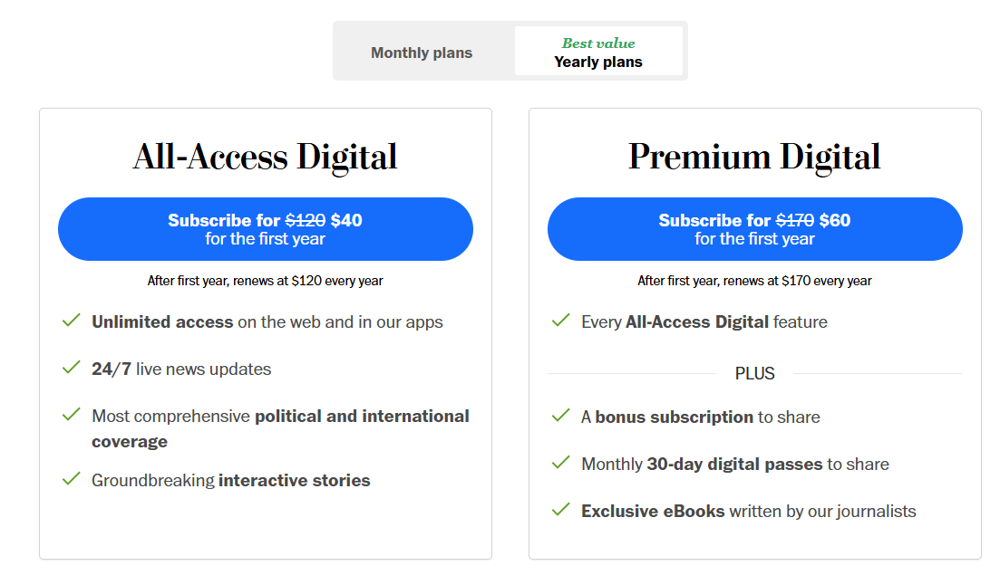 Monthly plans
Best value
Yearly plans
All-Access Digital
Subscribe for $120 $40
for the first year
After first year, renews at $120 every year
Unlimited access on the web and in our apps
24/7 live news updates
Most comprehensive political and international
coverage
Groundbreaking interactive stories
Premium Digital
Subscribe for $170 $60
for the first year
After first year, renews at $170 every year
Every All-Access Digital feature
PLUS
A bonus subscription to share
Monthly 30-day digital passes to share
Exclusive eBooks written by our journalists